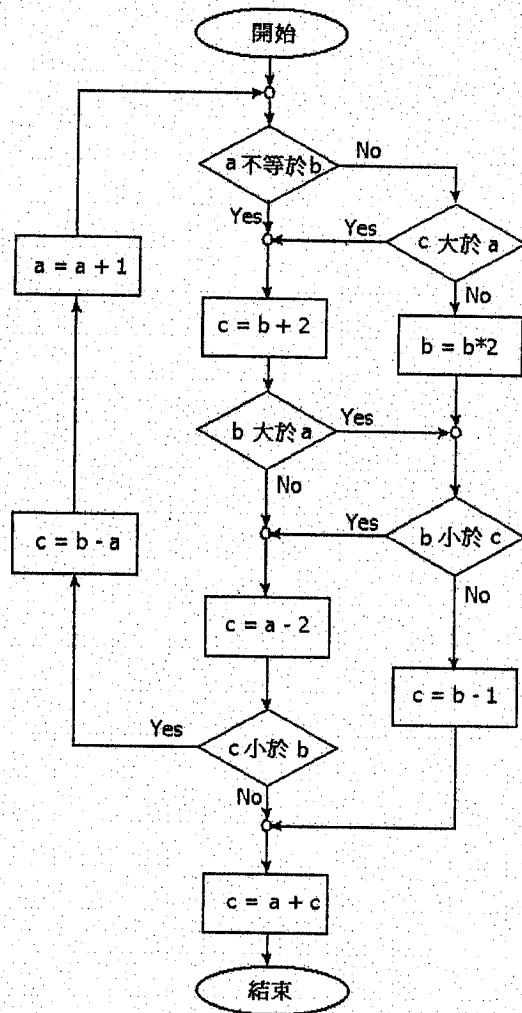 開始
a 不等於 b
No
Yes
Yes
c 大於 a
No
a = a + 1
c = b + 2
b = b*2
b 大於 a
Yes
No
Yes
b 小於 c
No
c = b - a
c = a - 2
c = b - 1
Yes
c 小於 b
No
c = a + c
結束